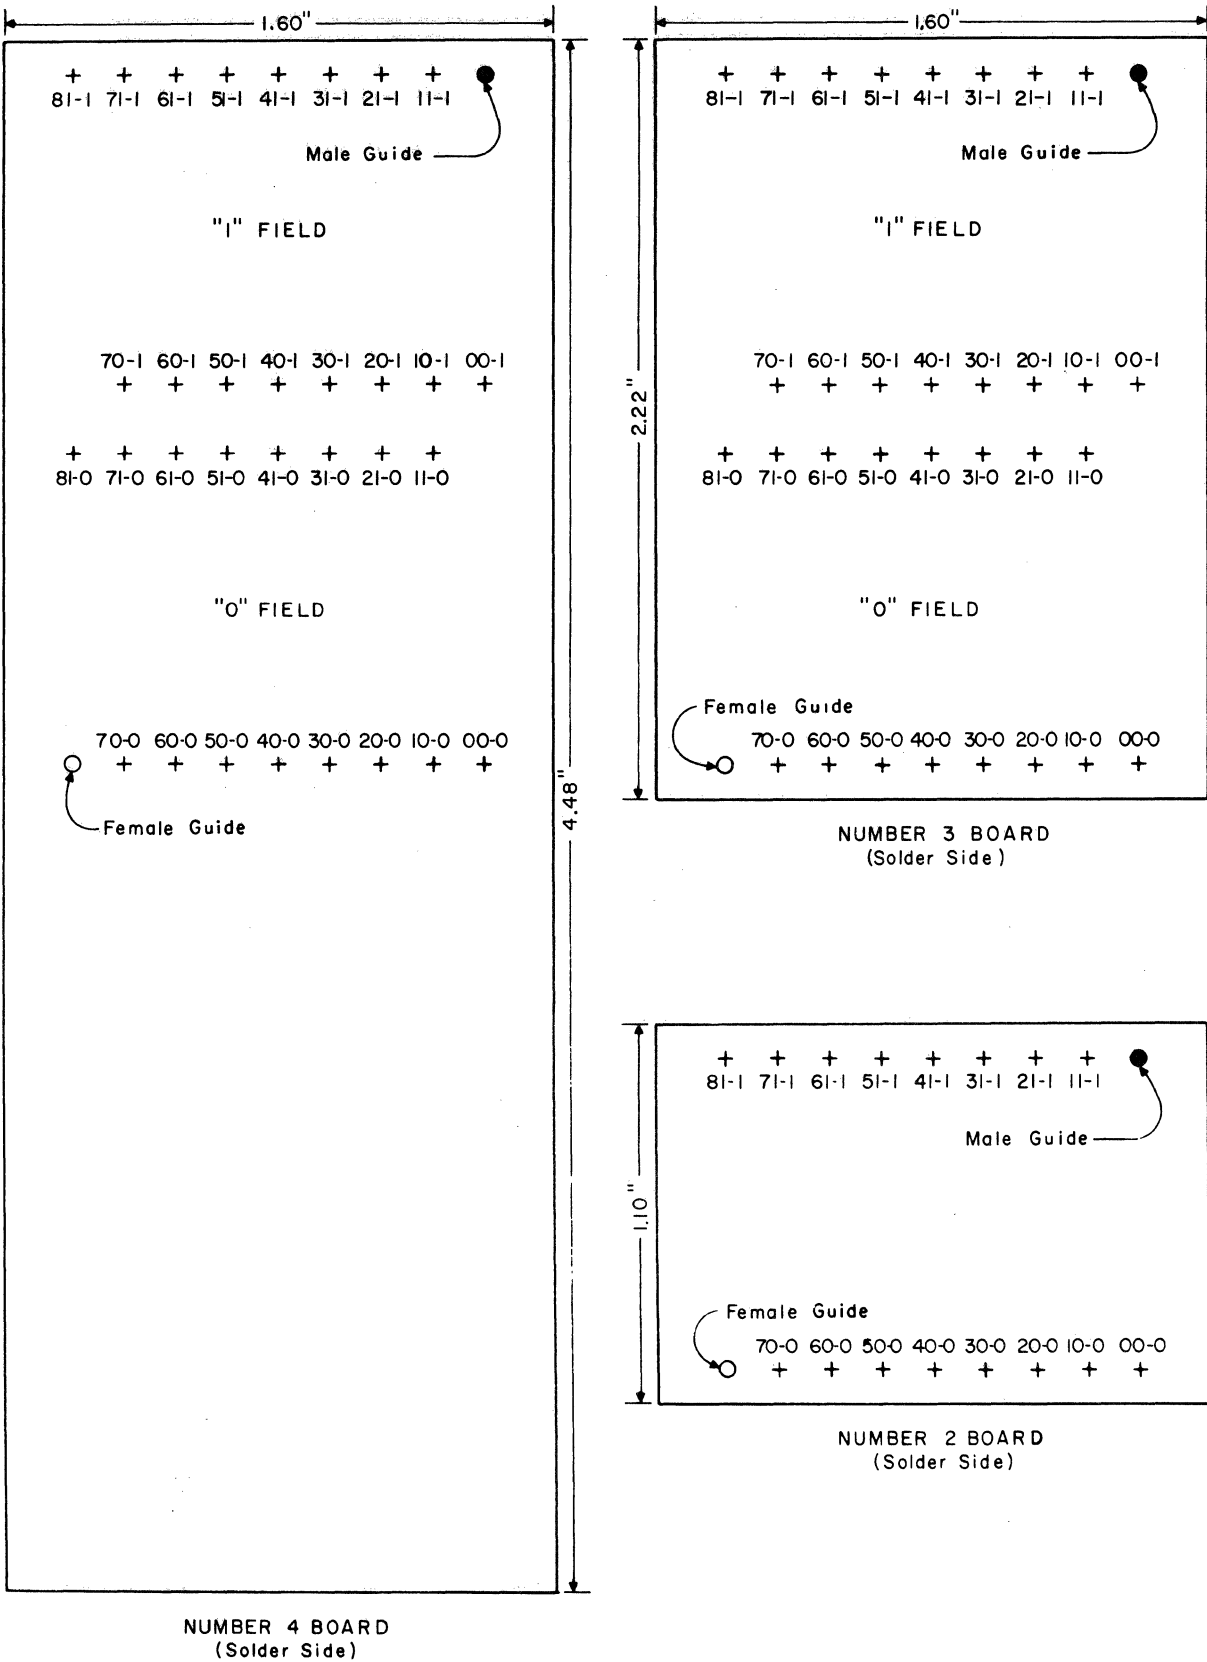 1.60"
81-1 71-1 61-1 51-1 41-1 31-1 21-1 11-1
Male Guide
"1" FIELD
70-1 60-1 50-1 40-1 30-1 20-1 10-1 00-1
81-0 71-0 61-0 51-0 41-0 31-0 21-0 11-0
"0" FIELD
70-0 60-0 50-0 40-0 30-0 20-0 10-0 00-0
Female Guide
4.48"
NUMBER 4 BOARD
(Solder Side)
1.60"
81-1 71-1 61-1 51-1 41-1 31-1 21-1 11-1
Male Guide
"1" FIELD
70-1 60-1 50-1 40-1 30-1 20-1 10-1 00-1
2.22"
81-0 71-0 61-0 51-0 41-0 31-0 21-0 11-0
"0" FIELD
Female Guide
70-0 60-0 50-0 40-0 30-0 20-0 10-0 00-0
NUMBER 3 BOARD
(Solder Side)
81-1 71-1 61-1 51-1 41-1 31-1 21-1 11-1
Male Guide
1.10"
Female Guide
70-0 60-0 50-0 40-0 30-0 20-0 10-0 00-0
NUMBER 2 BOARD
(Solder Side)